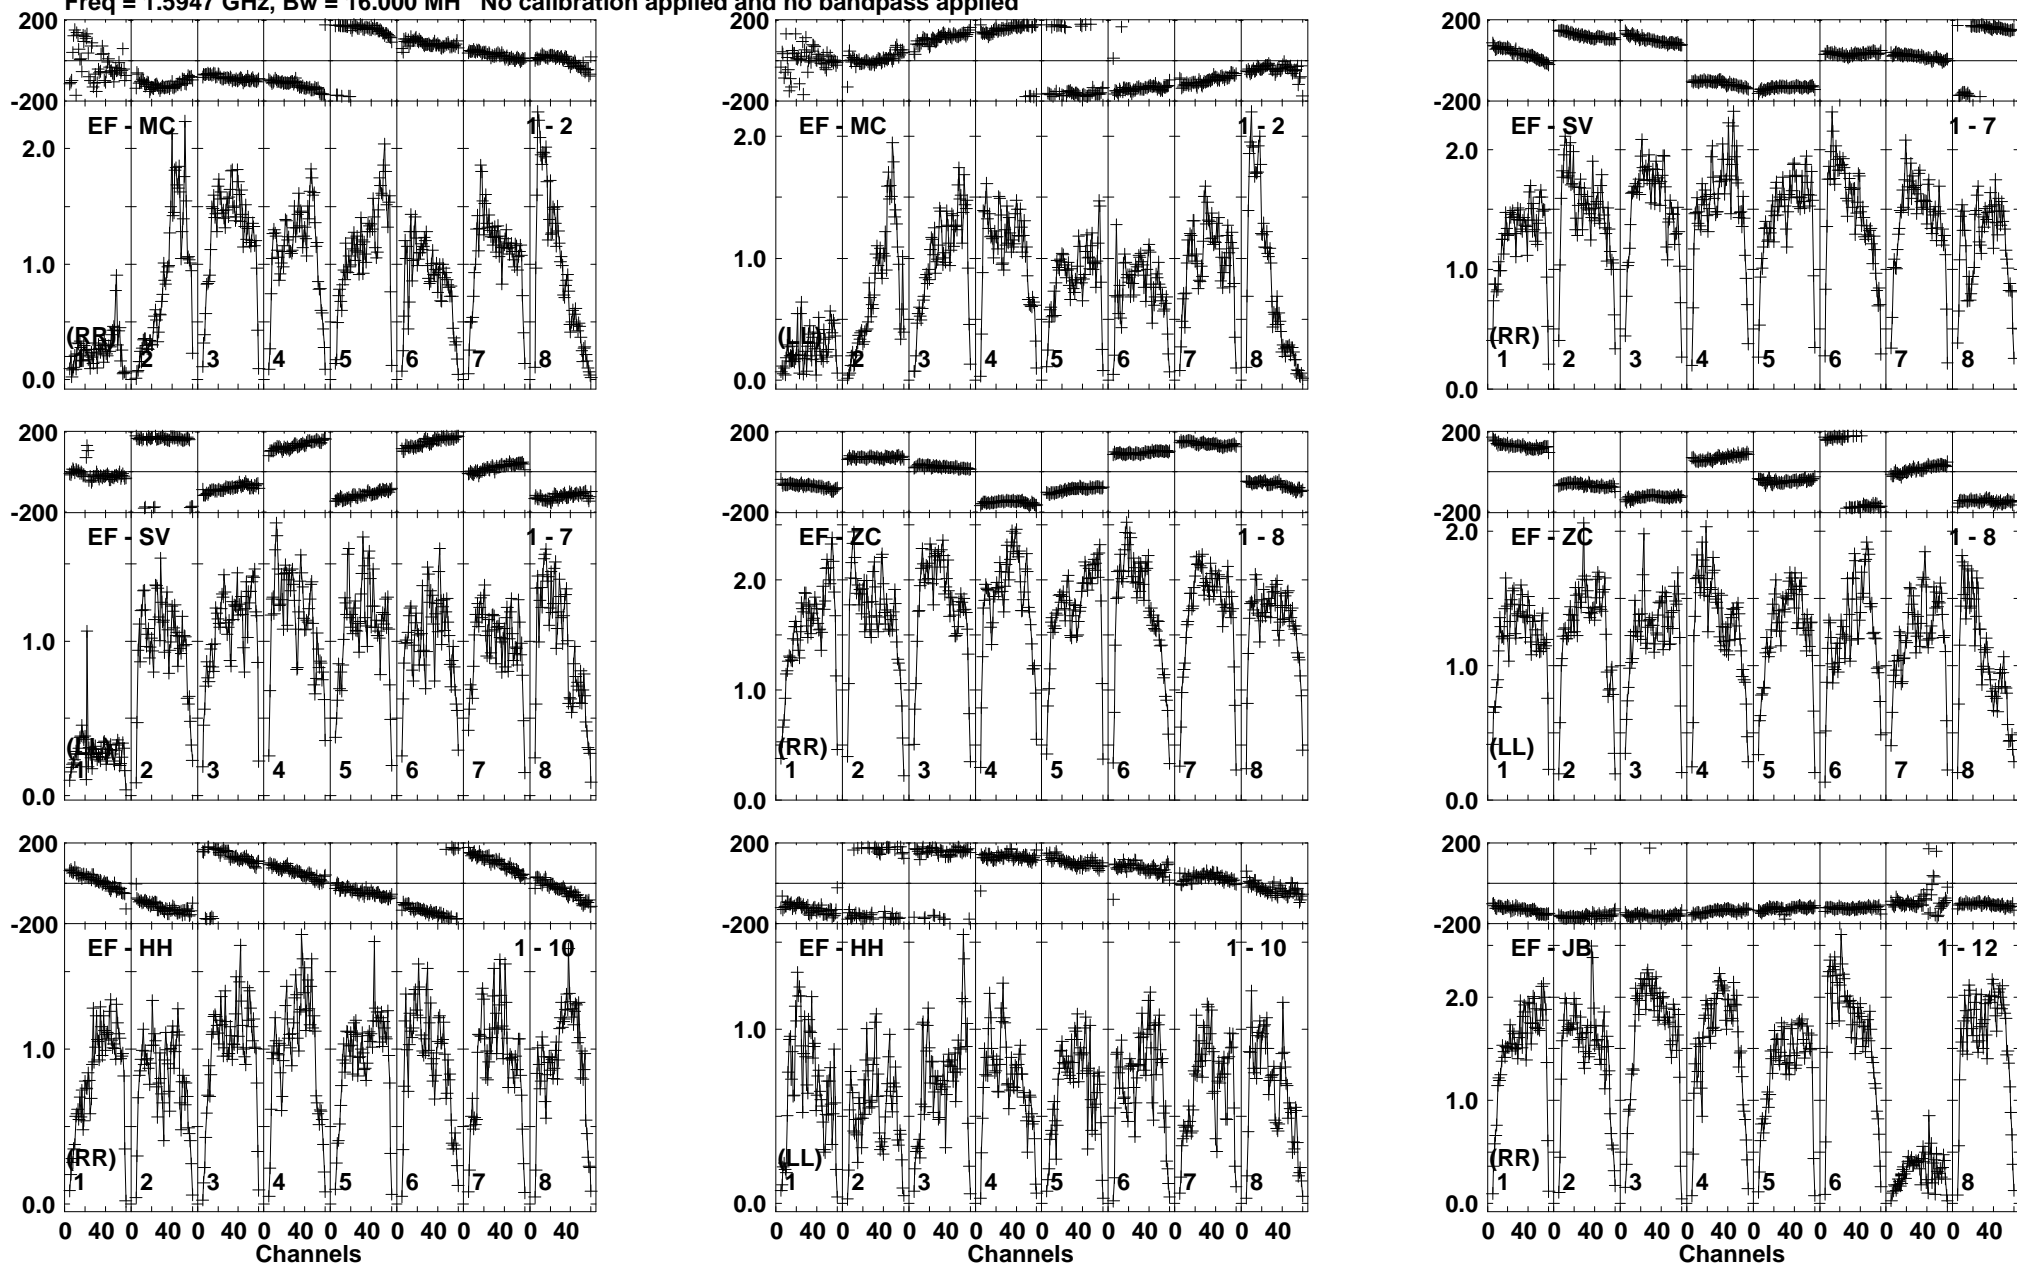 Freq = 1.5947 GHz, Bw = 16.000 MH No calibration applied and no bandpass applied
200 200 200
-200 -200 -200
EF - MC 1 - 2 EF - MC 1 - 2 EF - SV 1 - 7
2.0 2.0 2.0
1.0 1.0 1.0
(RR) (LL) (RR)
1 2 3 4 5 6 7 8 1 2 3 4 5 6 7 8 1 2 3 4 5 6 7 8
0.0 0.0 0.0
200 200 200
-200 -200 -200
EF - SV 1 - 7 EF - ZC 1 - 8 EF - ZC 1 - 8
2.0 2.0
1.0 1.0 1.0
(LL) (RR) (LL)
1 2 3 4 5 6 7 8 1 2 3 4 5 6 7 8 1 2 3 4 5 6 7 8
0.0 0.0 0.0
200 200 200
-200 -200 -200
EF - HH 1 - 10 EF - HH 1 - 10 EF - JB 1 - 12
2.0
1.0 1.0 1.0
(RR) (LL) (RR)
1 2 3 4 5 6 7 8 1 2 3 4 5 6 7 8 1 2 3 4 5 6 7 8
0.0 0.0 0.0
0 40 0 40 0 40 0 40 0 40 0 40 0 40 0 40 0 40 0 40 0 40 0 40 0 40 0 40 0 40 0 40 0 40 0 40 0 40 0 40 0 40 0 40 0 40 0 40
Channels Channels Channels